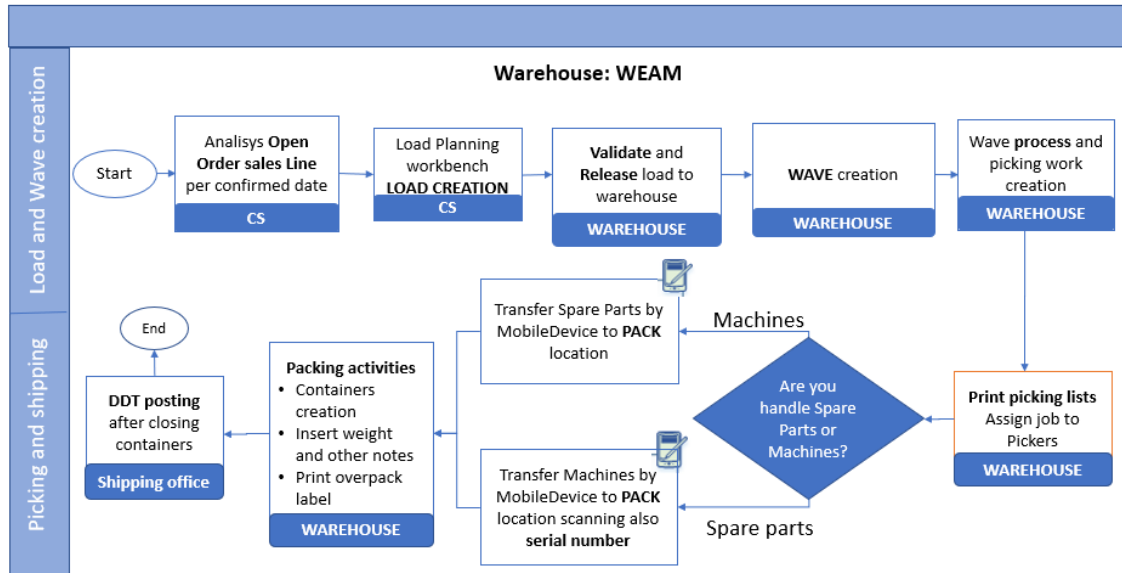 Warehouse: WEAM
Load and Wave creation
Start
Analisys Open
Order sales Line
per confirmed date
CS
Load Planning
workbench
LOAD CREATION
CS
Validate and
Release load to
warehouse
WAREHOUSE
WAVE creation
WAREHOUSE
Wave process and
picking work
creation
WAREHOUSE
Picking and shipping
Print picking lists
Assign job to
Pickers
WAREHOUSE
Are you
handle Spare
Parts or
Machines?
Machines
Transfer Spare Parts by
MobileDevice to PACK
location
Spare parts
Transfer Machines by
MobileDevice to PACK
location scanning also
serial number
Packing activities
• Containers
creation
• Insert weight
and other notes
• Print overpack
label
WAREHOUSE
DDT posting
after closing
containers
Shipping office
End